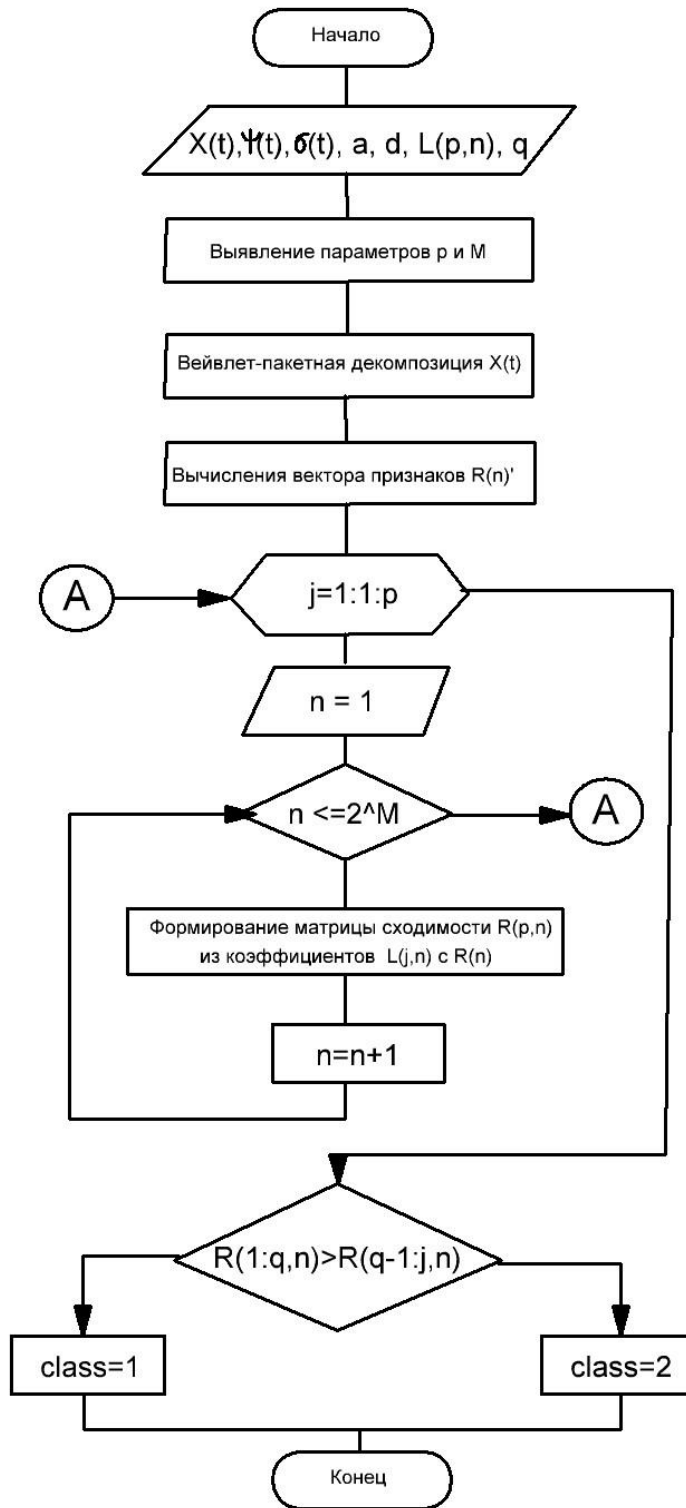 Начало
X(t),Ψ(t),б(t), a, d, L(p,n), q
Выявление параметров p и M
Вейвлет-пакетная декомпозиция X(t)
Вычисления вектора признаков R(n)'
A
j=1:1:p
n = 1
n <=2^M
A
Формирование матрицы сходимости R(p,n)
из коэффициентов L(j,n) с R(n)
n=n+1
R(1:q,n)>R(q-1:j,n)
class=1
class=2
Конец